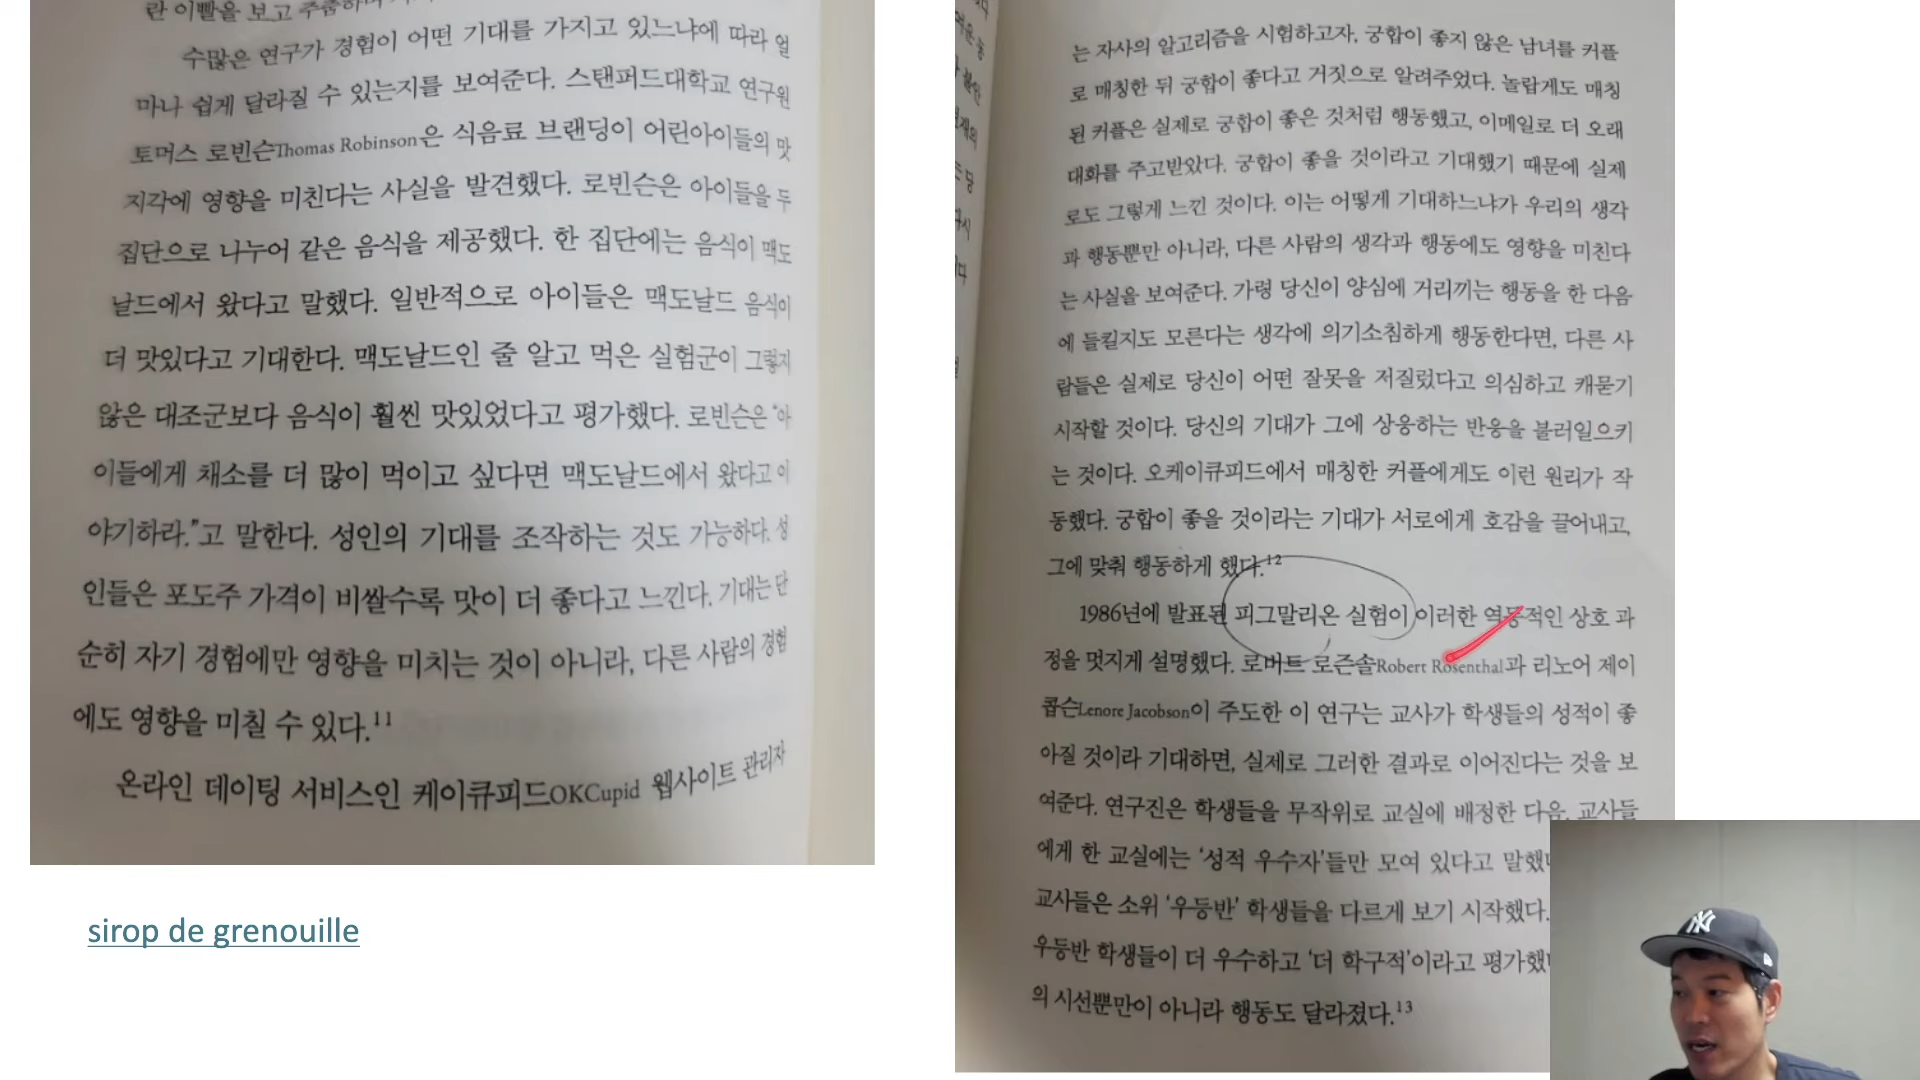 란 이빨을 보고 주춤하며
수많은 연구가 경험이 어떤 기대를 가지고 있느냐에 따라 얼
마나 쉽게 달라질 수 있는지를 보여준다. 스탠퍼드대학교 연구원
토머스 로빈슨Thomas Robinson은 식음료 브랜딩이 어린아이들의 맛
지각에 영향을 미친다는 사실을 발견했다. 로빈슨은 아이들을 두
집단으로 나누어 같은 음식을 제공했다. 한 집단에는 음식이 맥도
날드에서 왔다고 말했다. 일반적으로 아이들은 맥도날드 음식이
더 맛있다고 기대한다. 맥도날드인 줄 알고 먹은 실험군이 그렇지
않은 대조군보다 음식이 훨씬 맛있었다고 평가했다. 로빈슨은 “아
이들에게 채소를 더 많이 먹이고 싶다면 맥도날드에서 왔다고 이
야기하라.”고 말한다. 성인의 기대를 조작하는 것도 가능하다. 성
인들은 포도주 가격이 비쌀수록 맛이 더 좋다고 느낀다. 기대는 단
순히 자기 경험에만 영향을 미치는 것이 아니라, 다른 사람의 경험
에도 영향을 미칠 수 있다.11
온라인 데이팅 서비스인 케이큐피드OKCupid 웹사이트 관리자
sirop de grenouille
는 자사의 알고리즘을 시험하고자, 궁합이 좋지 않은 남녀를 커플
로 매칭한 뒤 궁합이 좋다고 거짓으로 알려주었다. 놀랍게도 매칭
된 커플은 실제로 궁합이 좋은 것처럼 행동했고, 이메일로 더 오래
대화를 주고받았다. 궁합이 좋을 것이라고 기대했기 때문에 실제
로도 그렇게 느낀 것이다. 이는 어떻게 기대하느냐가 우리의 생각
과 행동뿐만 아니라, 다른 사람의 생각과 행동에도 영향을 미친다
는 사실을 보여준다. 가령 당신이 양심에 거리끼는 행동을 한 다음
에 들킬지도 모른다는 생각에 의기소침하게 행동한다면, 다른 사
람들은 실제로 당신이 어떤 잘못을 저질렀다고 의심하고 캐묻기
시작할 것이다. 당신의 기대가 그에 상응하는 반응을 불러일으키
는 것이다. 오케이큐피드에서 매칭한 커플에게도 이런 원리가 작
동했다. 궁합이 좋을 것이라는 기대가 서로에게 호감을 끌어내고,
그에 맞춰 행동하게 했다.12
1986년에 발표된 피그말리온 실험이 이러한 역동적인 상호 과
정을 멋지게 설명했다. 로버트 로즌솔Robert Rosenthal과 리노어 제이
콥슨Lenore Jacobson이 주도한 이 연구는 교사가 학생들의 성적이 좋
아질 것이라 기대하면, 실제로 그러한 결과로 이어진다는 것을 보
여준다. 연구진은 학생들을 무작위로 교실에 배정한 다음, 교사들
에게 한 교실에는 ‘성적 우수자’들만 모여 있다고 말했
교사들은 소위 ‘우등반’ 학생들을 다르게 보기 시작했다.
우등반 학생들이 더 우수하고 ‘더 학구적’이라고 평가했
의 시선뿐만이 아니라 행동도 달라졌다.13
NY